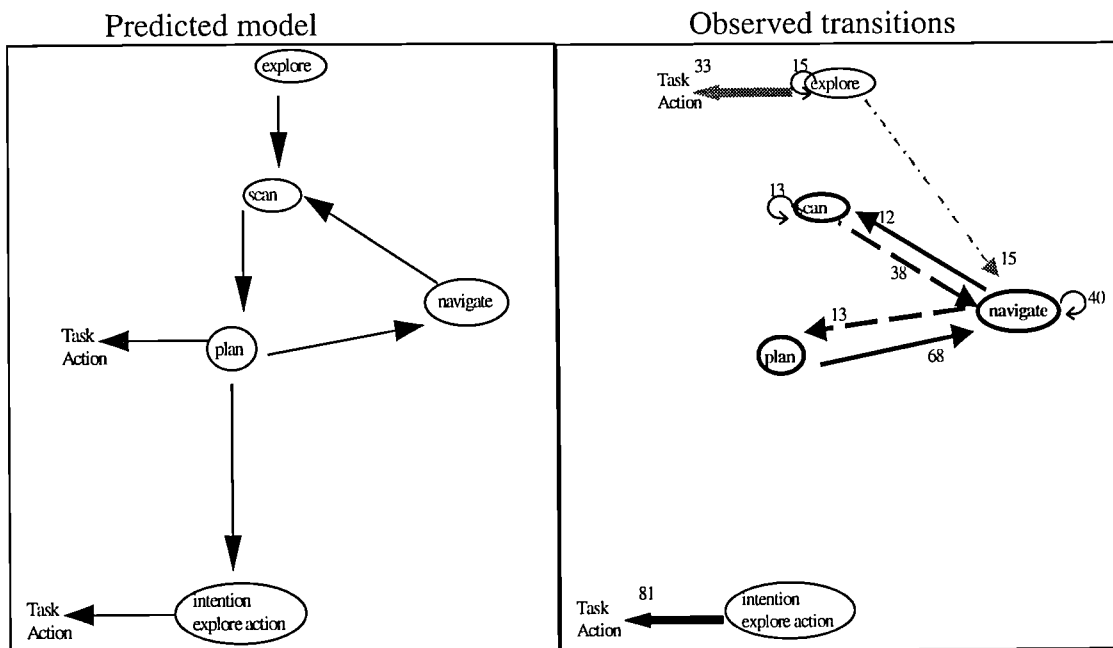 Predicted model
explore
scan
navigate
Task
Action
plan
intention
explore action
Task
Action
Observed transitions
33
15
Task
Action
explore
13
scan
12
15
38
navigate
40
13
plan
68
81
Task
Action
intention
explore action